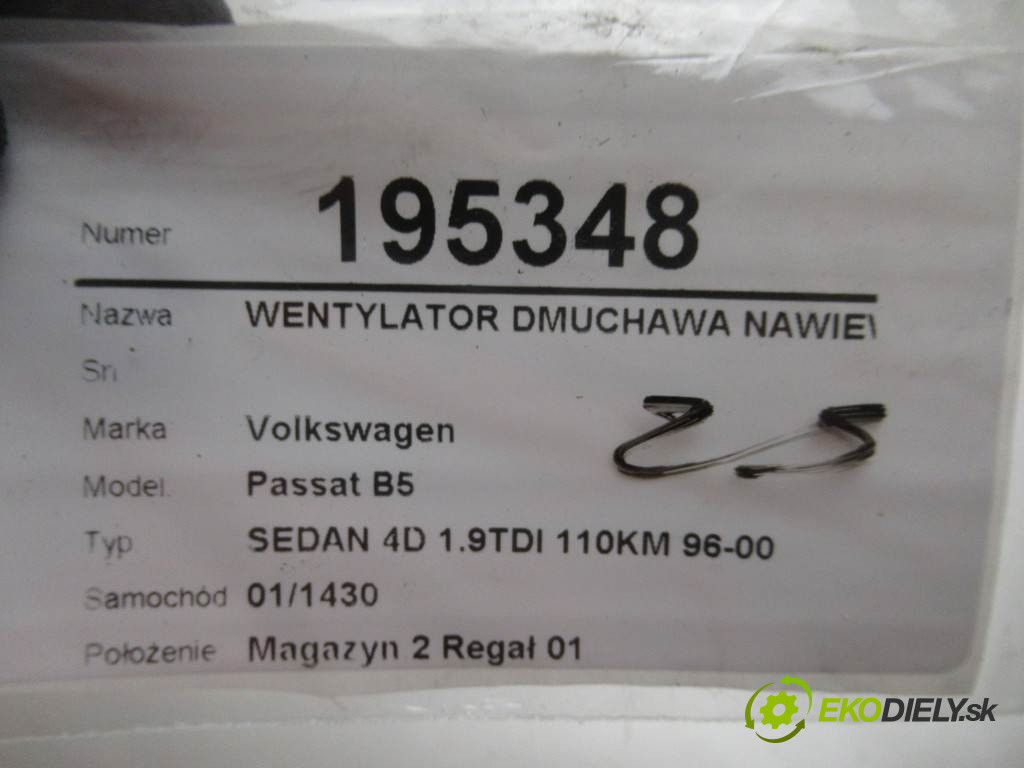 Numer 195348
Nazwa WENTYLATOR DMUCHAWA NAWIEW
Sn
Marka Volkswagen
Model Passat B5
Typ SEDAN 4D 1.9TDI 110KM 96-00
Samochód 01/1430
Położenie Magazyn 2 Regał 01
EKODIELY.sk